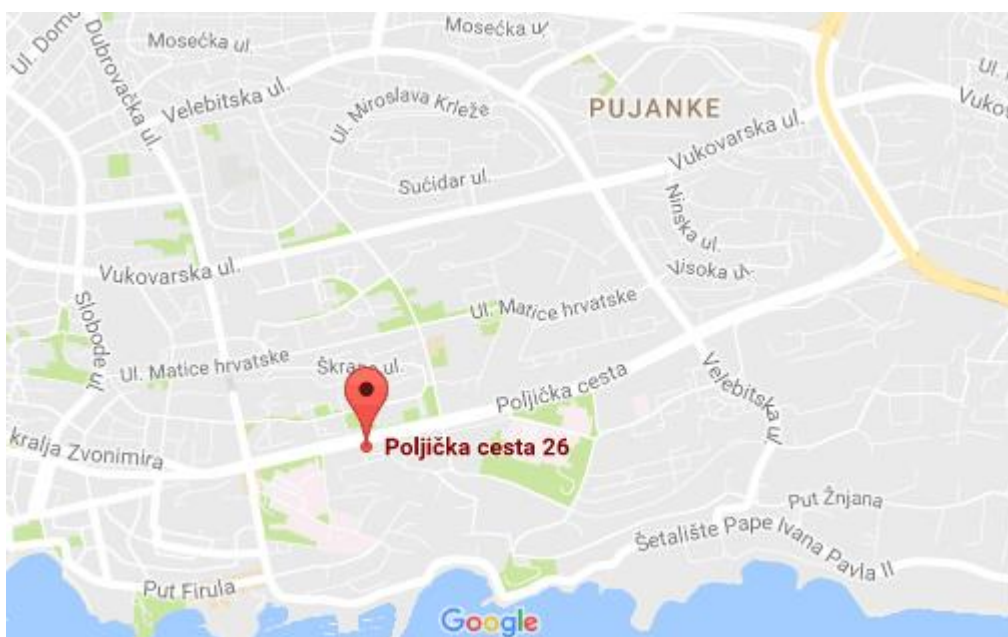 Ul. Domo
Dubrovačka ul.
Mosećka ul.
Mosećka ul
Ul.
Velebitska ul.
Ul. Miroslava Krleže
PUJANKE
Vukovarska ul.
Vukov
Sućidar ul.
Ninska ul.
Visoka ul.
Vukovarska ul.
Slobode ul.
Ul. Matice hrvatske
Ul. Matice hrvatske
Škrape ul.
Poljička cesta
Velebitska ul
kralja Zvonimira
Poljička cesta 26
Put Žnjana
Šetalište Pape Ivana Pavla II
Put Firula
Google